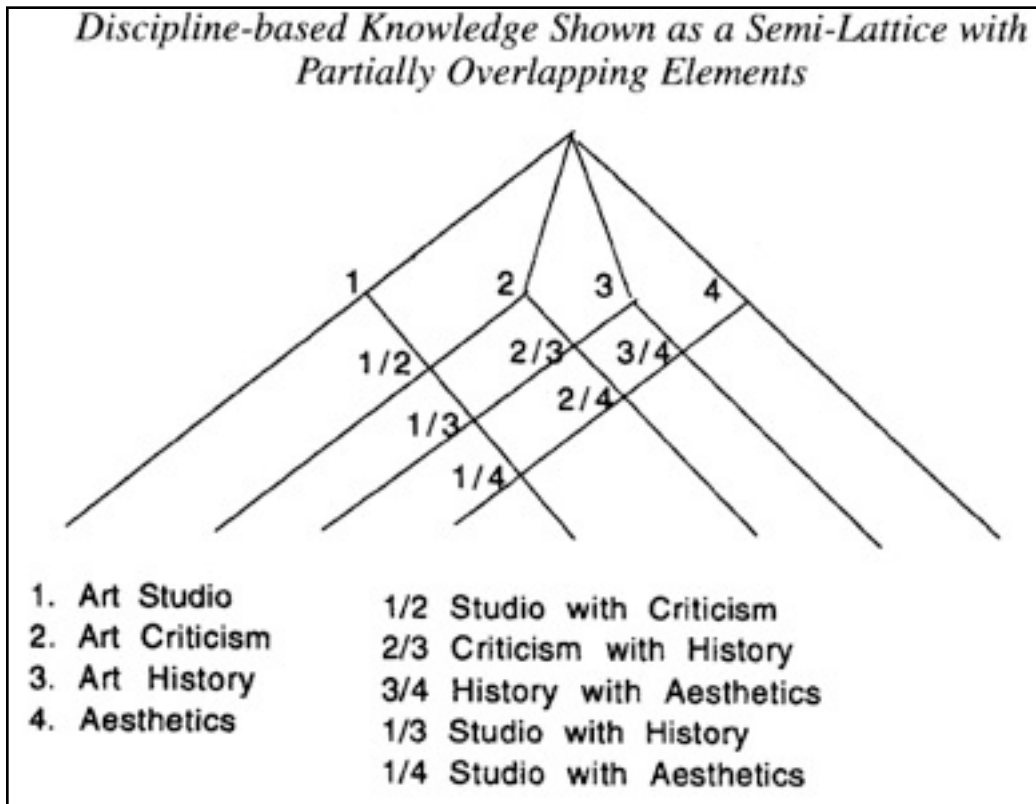 Discipline-based Knowledge Shown as a Semi-Lattice with
Partially Overlapping Elements
1
2
3
4
1/2
2/3
3/4
1/3
2/4
1/4
1. Art Studio
2. Art Criticism
3. Art History
4. Aesthetics
1/2 Studio with Criticism
2/3 Criticism with History
3/4 History with Aesthetics
1/3 Studio with History
1/4 Studio with Aesthetics